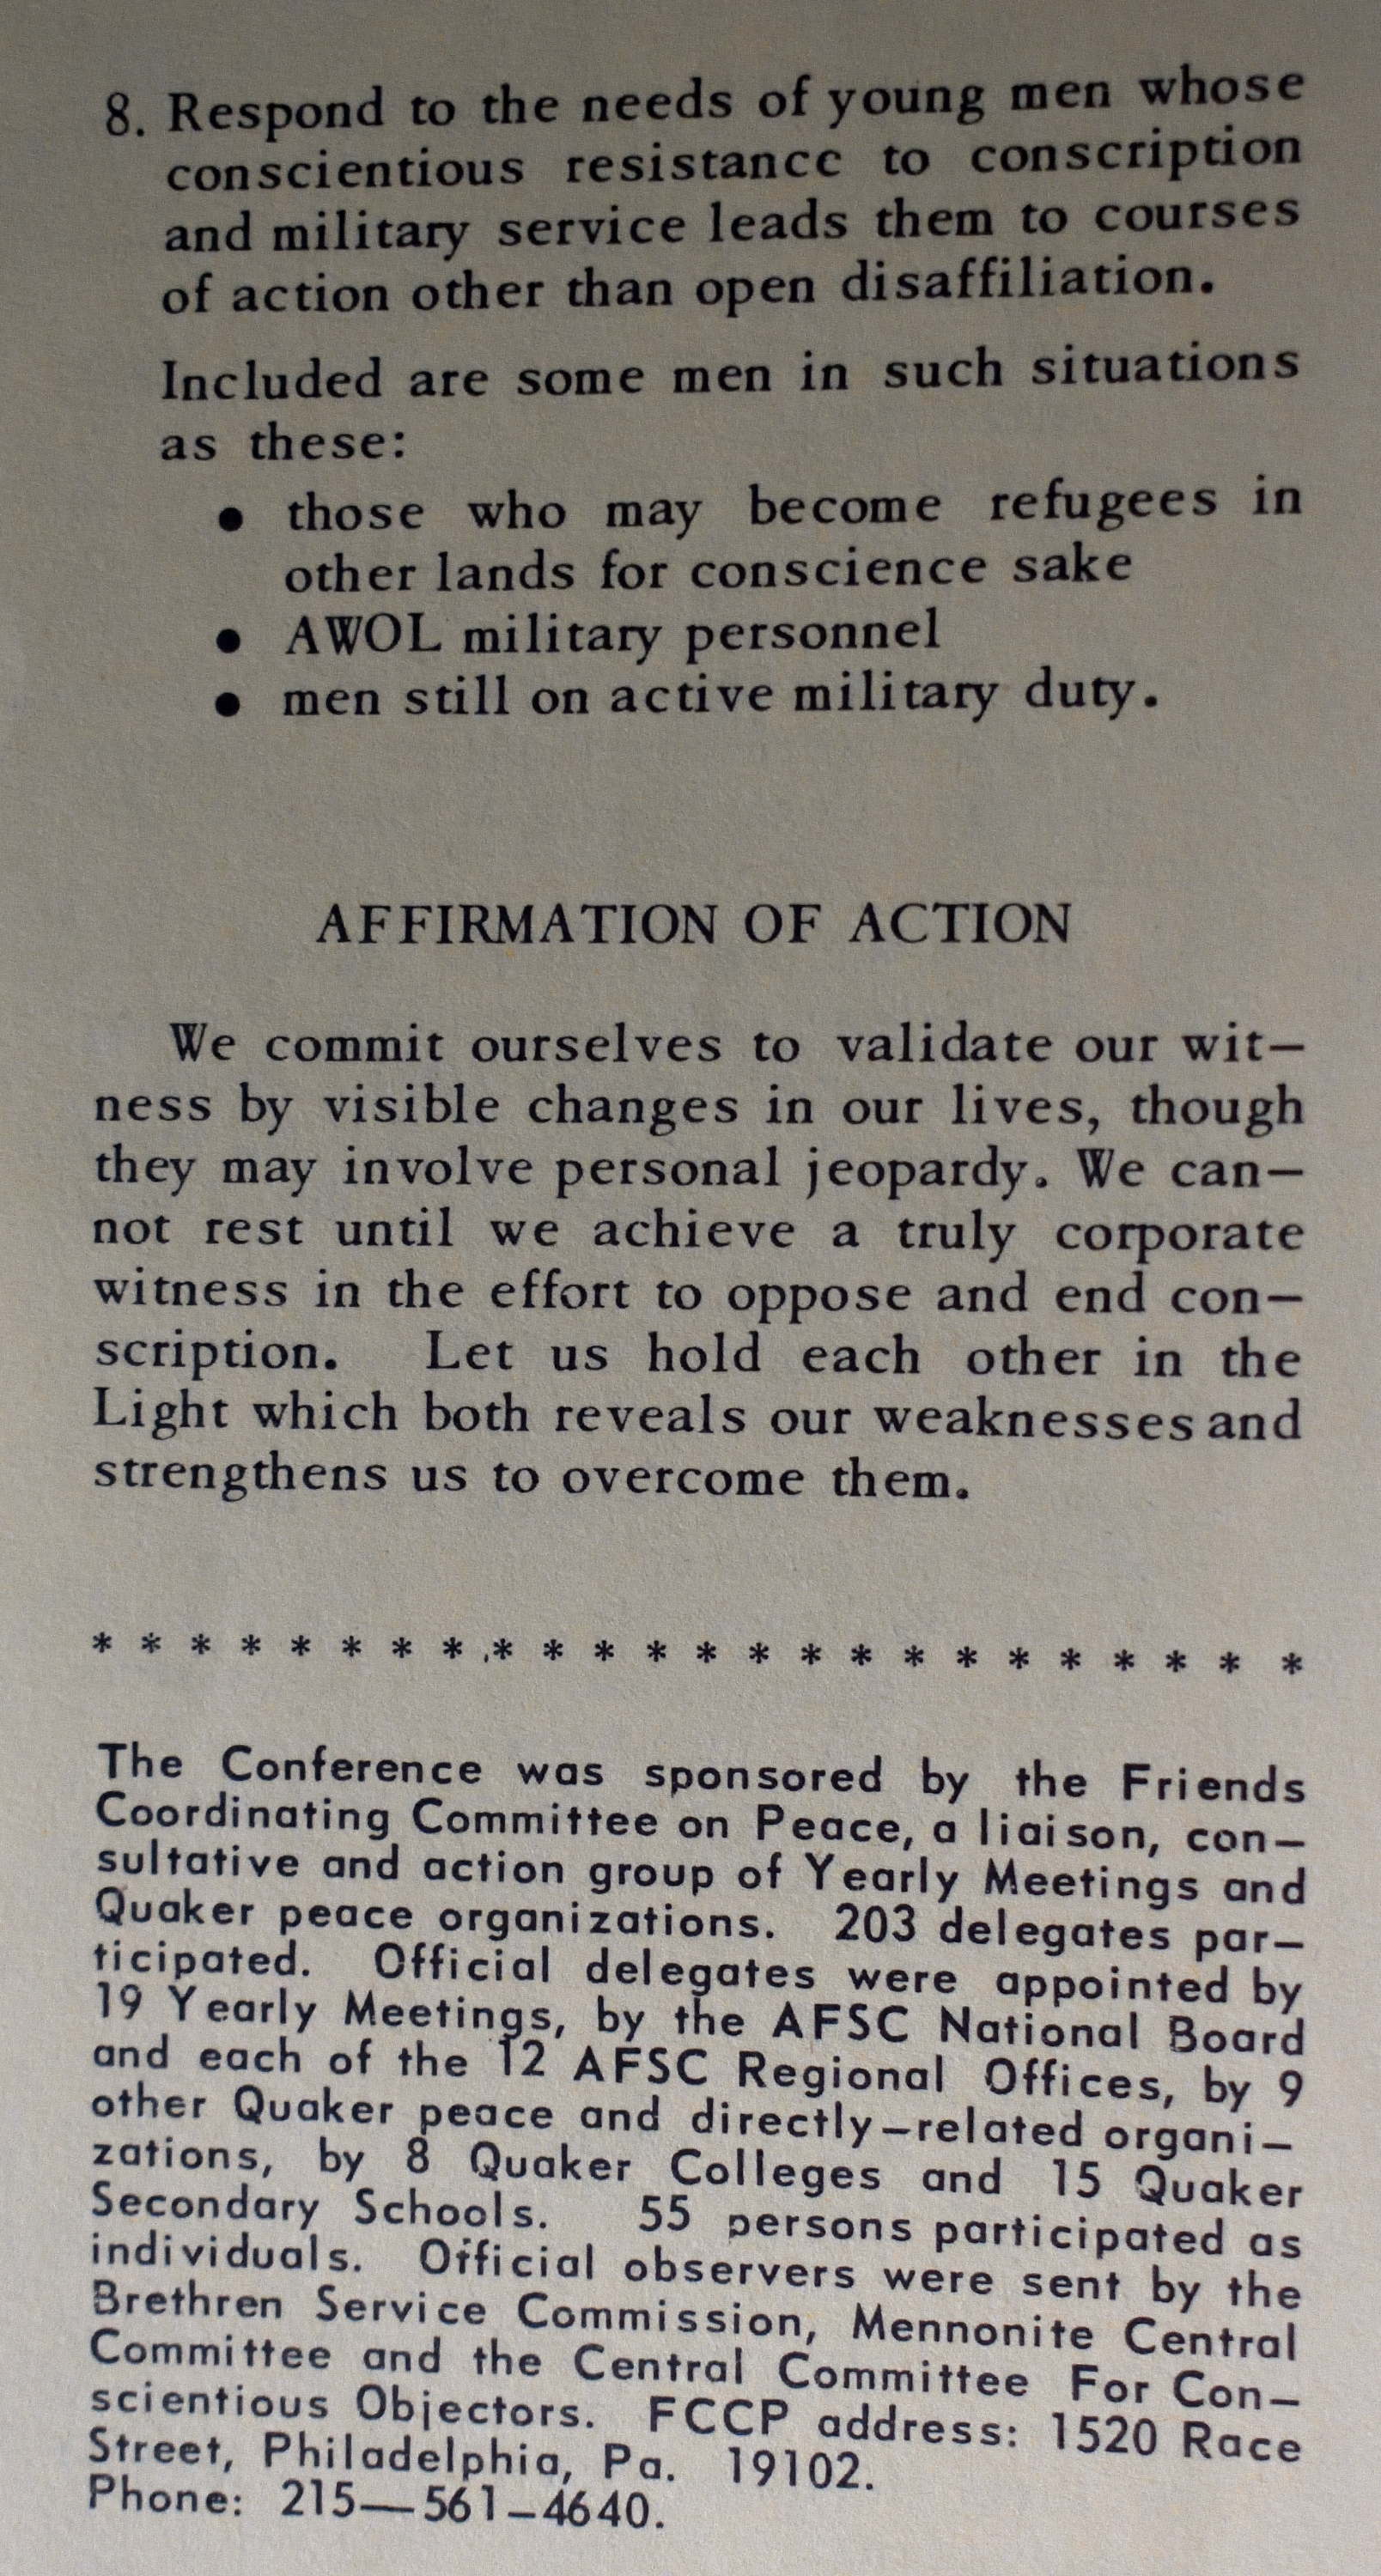 8. Respond to the needs of young men whose
conscientious resistance to conscription
and military service leads them to courses
of action other than open disaffiliation.
Included are some men in such situations
as these:
● those who may become refugees in
other lands for conscience sake
● AWOL military personnel
● men still on active military duty.
AFFIRMATION OF ACTION
We commit ourselves to validate our wit—
ness by visible changes in our lives, though
they may involve personal jeopardy. We can—
not rest until we achieve a truly corporate
witness in the effort to oppose and end con—
scription. Let us hold each other in the
Light which both reveals our weaknesses and
strengthens us to overcome them.
* * * * * * * * * * * * * * * * * * * * * * * *
The Conference was sponsored by the Friends
Coordinating Committee on Peace, a liaison, con—
sultative and action group of Yearly Meetings and
Quaker peace organizations. 203 delegates par—
ticipated. Official delegates were appointed by
19 Yearly Meetings, by the AFSC National Board
and each of the 12 AFSC Regional Offices, by 9
other Quaker peace and directly—related organi—
zations, by 8 Quaker Colleges and 15 Quaker
Secondary Schools. 55 persons participated as
individuals. Official observers were sent by the
Brethren Service Commission, Mennonite Central
Committee and the Central Committee For Con—
scientious Objectors. FCCP address: 1520 Race
Street, Philadelphia, Pa. 19102.
Phone: 215—561—4640.